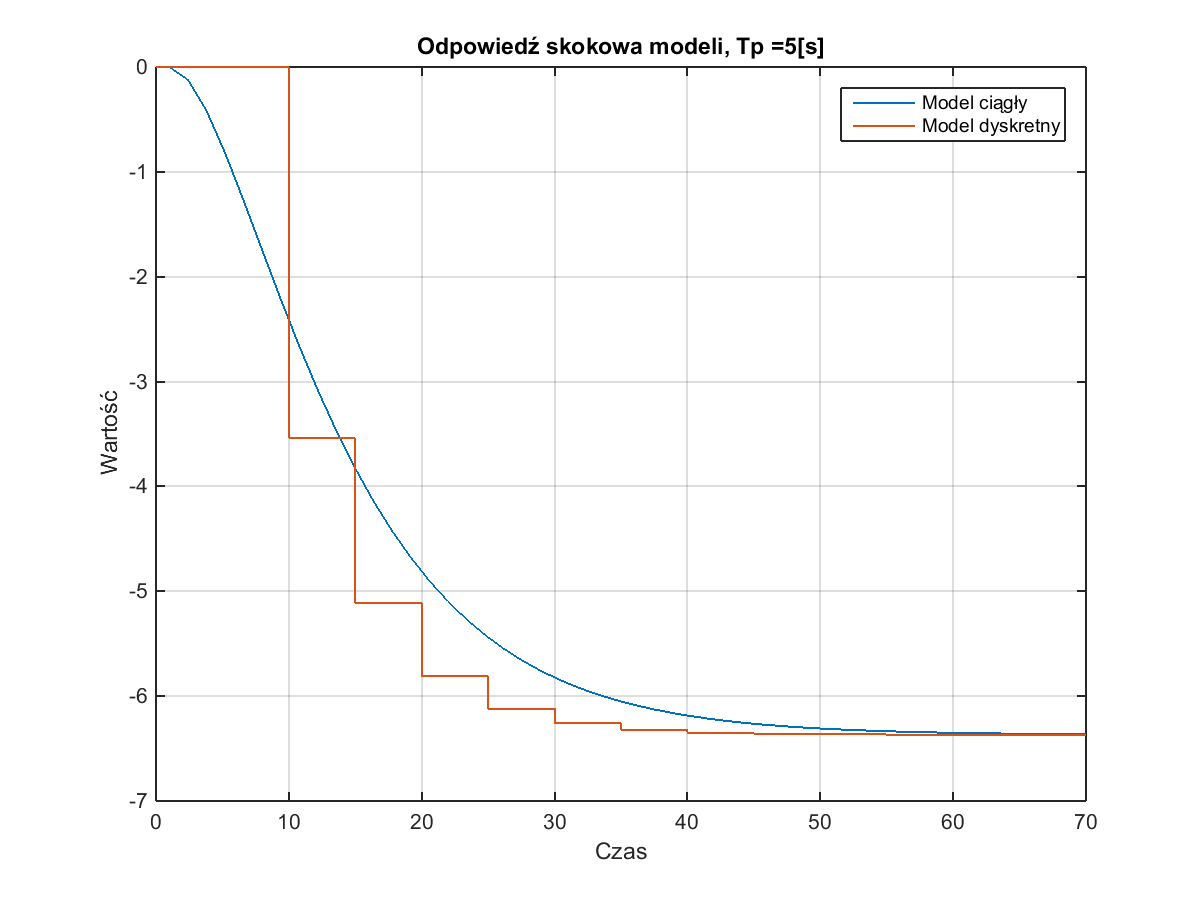 Odpowiedź skokowa modeli, Tp =5[s]
Model ciągły
Model dyskretny
0
-1
-2
-3
-4
-5
-6
-7
Wartość
0 10 20 30 40 50 60 70
Czas